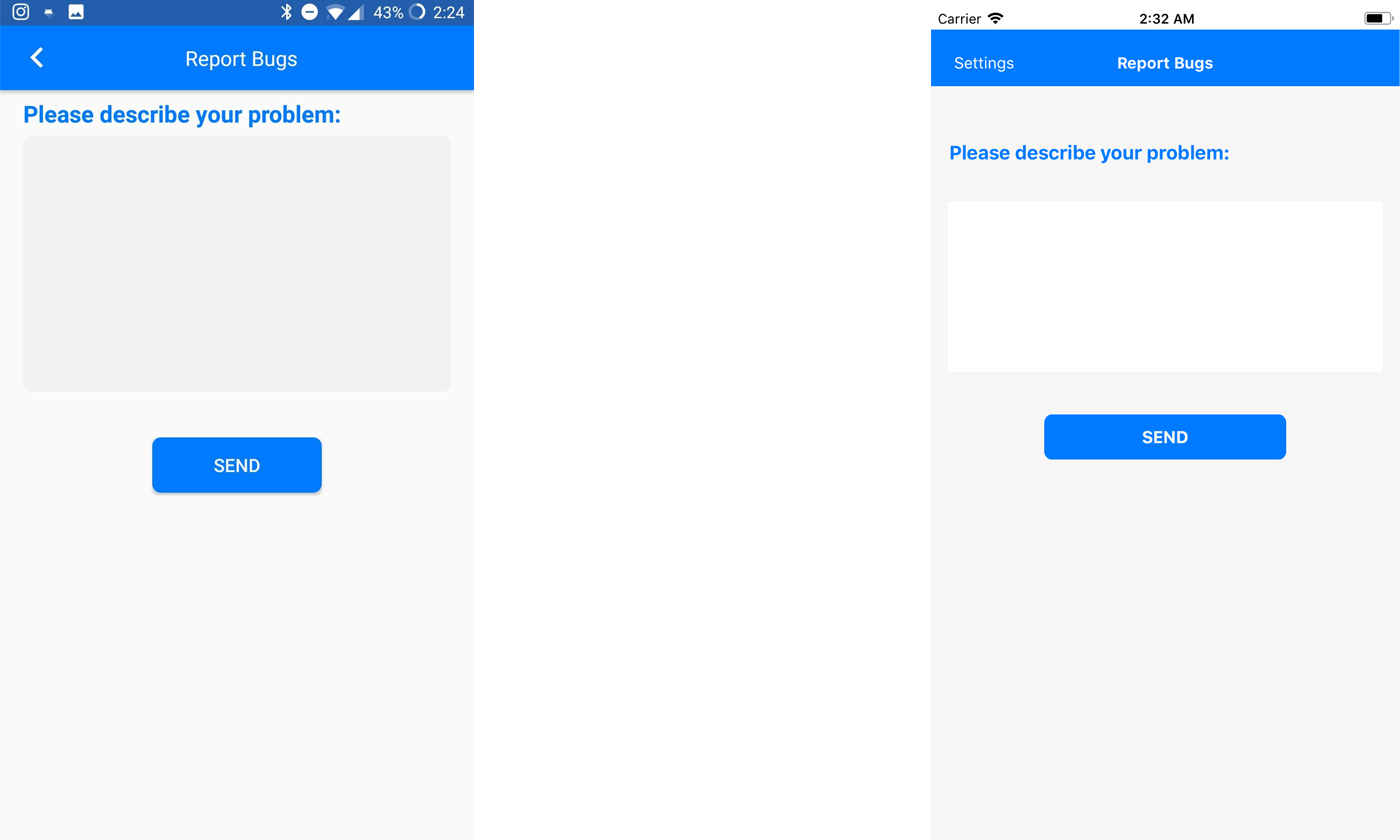 43% 2:24
Report Bugs
Please describe your problem:
SEND
Carrier 2:32 AM
Settings Report Bugs
Please describe your problem:
SEND